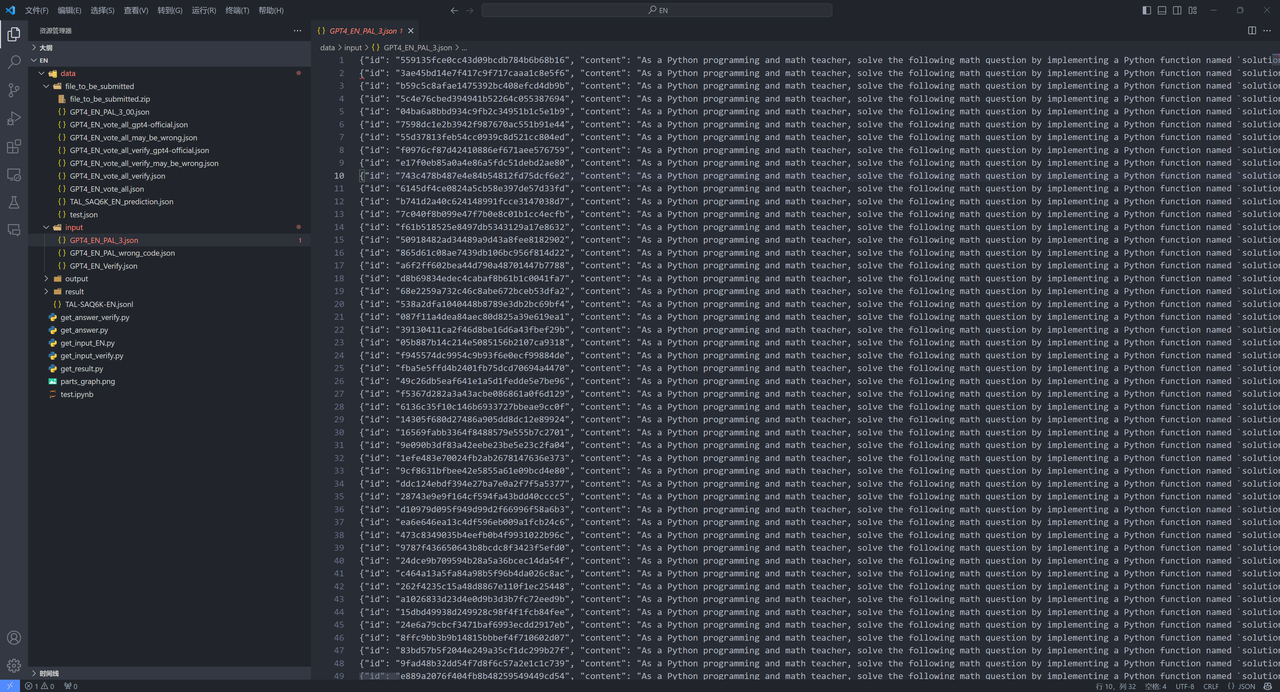 文件(F) 编辑(E) 选择(S) 查看(V) 转到(G) 运行(R) 终端(T) 帮助(H)
EN
资源管理器
大纲
EN
data
file_to_be_submitted
file_to_be_submitted.zip
GPT4_EN_PAL_3_00.json
GPT4_EN_vote_all_gpt4-official.json
GPT4_EN_vote_all_may_be_wrong.json
GPT4_EN_vote_all_verify_gpt4-official.json
GPT4_EN_vote_all_verify_may_be_wrong.json
GPT4_EN_vote_all_verify.json
GPT4_EN_vote_all.json
TAL_SAQ6K_EN_prediction.json
test.json
input
GPT4_EN_PAL_3.json 1
GPT4_EN_PAL_wrong_code.json
GPT4_EN_Verify.json
output
result
TAL-SAQ6K-EN.jsonl
get_answer_verify.py
get_answer.py
get_input_EN.py
get_input_verify.py
get_result.py
parts_graph.png
test.ipynb
时间线
GPT4_EN_PAL_3.json 1
data > input > {} GPT4_EN_PAL_3.json > ...
1 {"id": "559135fce0cc43d09bcdb784b6b68b16", "content": "As a Python programming and math teacher, solve the following math question by implementing a Python function named `solution
2 {"id": "3ae45bd14e7f417c9f717caaa1c8e5f6", "content": "As a Python programming and math teacher, solve the following math question by implementing a Python function named `solution
3 {"id": "b59c5c8afae1475392bc408efcd4db9b", "content": "As a Python programming and math teacher, solve the following math question by implementing a Python function named `solution
4 {"id": "5c4e76cbed394941b52264c055387694", "content": "As a Python programming and math teacher, solve the following math question by implementing a Python function named `solution
5 {"id": "04ba6a8bbd934c9fb2c34951b1c5e1b9", "content": "As a Python programming and math teacher, solve the following math question by implementing a Python function named `solution
6 {"id": "7598dc1e2b3942f987670ac551b91e44", "content": "As a Python programming and math teacher, solve the following math question by implementing a Python function named `solution
7 {"id": "55d37813feb54cc0939c8d521cc804ed", "content": "As a Python programming and math teacher, solve the following math question by implementing a Python function named `solution
8 {"id": "f0976cf87d42410886ef671aee576759", "content": "As a Python programming and math teacher, solve the following math question by implementing a Python function named `solution
9 {"id": "e17f0eb85a0a4e86a5fdc51debd2ae80", "content": "As a Python programming and math teacher, solve the following math question by implementing a Python function named `solution
10 {"id": "743c478b487e4e84b54812fd75dcf6e2", "content": "As a Python programming and math teacher, solve the following math question by implementing a Python function named `solution
11 {"id": "6145df4ce0824a5cb58e397de57d33fd", "content": "As a Python programming and math teacher, solve the following math question by implementing a Python function named `solution
12 {"id": "b741d2a40c624148991fcce3147038d7", "content": "As a Python programming and math teacher, solve the following math question by implementing a Python function named `solution
13 {"id": "7c040f8b099e47f7b0e8c01b1cc4ecfb", "content": "As a Python programming and math teacher, solve the following math question by implementing a Python function named `solution
14 {"id": "f61b518525e8497db5343129a17e8632", "content": "As a Python programming and math teacher, solve the following math question by implementing a Python function named `solution
15 {"id": "50918482ad34489a9d43a8fee8182902", "content": "As a Python programming and math teacher, solve the following math question by implementing a Python function named `solution
16 {"id": "865d61c08ae7439db106bc956f814d22", "content": "As a Python programming and math teacher, solve the following math question by implementing a Python function named `solution
17 {"id": "a6f2ff602bea44d790a48701447b7788", "content": "As a Python programming and math teacher, solve the following math question by implementing a Python function named `solution
18 {"id": "d8b69834edec4cabaf8b61b1c0041fa7", "content": "As a Python programming and math teacher, solve the following math question by implementing a Python function named `solution
19 {"id": "68e2259a732c46c8abe672bceb53dfa2", "content": "As a Python programming and math teacher, solve the following math question by implementing a Python function named `solution
20 {"id": "538a2dfa1040448b8789e3db2bc69bf4", "content": "As a Python programming and math teacher, solve the following math question by implementing a Python function named `solution
21 {"id": "087f11a4dea84aec80d825a39e619ea1", "content": "As a Python programming and math teacher, solve the following math question by implementing a Python function named `solution
22 {"id": "39130411ca2f46d8be16d6a43fbef29b", "content": "As a Python programming and math teacher, solve the following math question by implementing a Python function named `solution
23 {"id": "05b887b14c214e5085156b2107ca9318", "content": "As a Python programming and math teacher, solve the following math question by implementing a Python function named `solution
24 {"id": "f945574dc9954c9b93f6e0ecf99884de", "content": "As a Python programming and math teacher, solve the following math question by implementing a Python function named `solution
25 {"id": "fba5e5ffd4b2401fb75dcd70694a4470", "content": "As a Python programming and math teacher, solve the following math question by implementing a Python function named `solution
26 {"id": "49c26db5eaf641e1a5d1fedde5e7be96", "content": "As a Python programming and math teacher, solve the following math question by implementing a Python function named `solution
27 {"id": "f5367d282a3a43acbe086861a0f6d129", "content": "As a Python programming and math teacher, solve the following math question by implementing a Python function named `solution
28 {"id": "6136c35f10c146b6933727bbeae9cc0f", "content": "As a Python programming and math teacher, solve the following math question by implementing a Python function named `solution
29 {"id": "14305f680d27486a905dd8dc12e89924", "content": "As a Python programming and math teacher, solve the following math question by implementing a Python function named `solution
30 {"id": "16569fabb3364f8488579e555b7c2701", "content": "As a Python programming and math teacher, solve the following math question by implementing a Python function named `solution
31 {"id": "9e090b3df83a42eebe23be5e23c2fa04", "content": "As a Python programming and math teacher, solve the following math question by implementing a Python function named `solution
32 {"id": "1efe483e70024fb2ab2678147636e373", "content": "As a Python programming and math teacher, solve the following math question by implementing a Python function named `solution
33 {"id": "9cf8631bfbee42e5855a61e09bcd4e80", "content": "As a Python programming and math teacher, solve the following math question by implementing a Python function named `solution
34 {"id": "ddc124ebdf394e27ba7e0a2f7f5a5377", "content": "As a Python programming and math teacher, solve the following math question by implementing a Python function named `solution
35 {"id": "28743e9e9f164cf594fa43bdd40cccc5", "content": "As a Python programming and math teacher, solve the following math question by implementing a Python function named `solution
36 {"id": "d10979d095f949d99d2f66996f58a6b3", "content": "As a Python programming and math teacher, solve the following math question by implementing a Python function named `solution
37 {"id": "ea6e646ea13c4df596eb009a1fcb24c6", "content": "As a Python programming and math teacher, solve the following math question by implementing a Python function named `solution
38 {"id": "473c8349035b4eefb0b4f9931022b96c", "content": "As a Python programming and math teacher, solve the following math question by implementing a Python function named `solution
39 {"id": "9787f436650643b8bcdc8f3423f5efd0", "content": "As a Python programming and math teacher, solve the following math question by implementing a Python function named `solution
40 {"id": "24dce9b709594b28a5a36bcec14da54f", "content": "As a Python programming and math teacher, solve the following math question by implementing a Python function named `solution
41 {"id": "c464a13a5fa84a98b5f96b4da026c8ac", "content": "As a Python programming and math teacher, solve the following math question by implementing a Python function named `solution
42 {"id": "262f4235c15a48d8867e110f1ec25448", "content": "As a Python programming and math teacher, solve the following math question by implementing a Python function named `solution
43 {"id": "a1026833d23d4e0d9b3d3b7fc72eed9b", "content": "As a Python programming and math teacher, solve the following math question by implementing a Python function named `solution
44 {"id": "15dbd49938d249928c98f4f1fcb84fee", "content": "As a Python programming and math teacher, solve the following math question by implementing a Python function named `solution
45 {"id": "24e6a79cbcf3471baf6993ecdd2917eb", "content": "As a Python programming and math teacher, solve the following math question by implementing a Python function named `solution
46 {"id": "8ffc9bb3b9b14815bbbef4f710602d07", "content": "As a Python programming and math teacher, solve the following math question by implementing a Python function named `solution
47 {"id": "83bd57b5f2044e249a35cf1dc299b27f", "content": "As a Python programming and math teacher, solve the following math question by implementing a Python function named `solution
48 {"id": "9fad48b32dd54f7d8f6c57a2e1c1c739", "content": "As a Python programming and math teacher, solve the following math question by implementing a Python function named `solution
49 {"id": "e889a2076f404fb8b48259549449cd54", "content": "As a Python programming and math teacher, solve the following math question by implementing a Python function named `solution
1 0 0 行 10，列 32 空格: 4 UTF-8 CRLF {} JSON